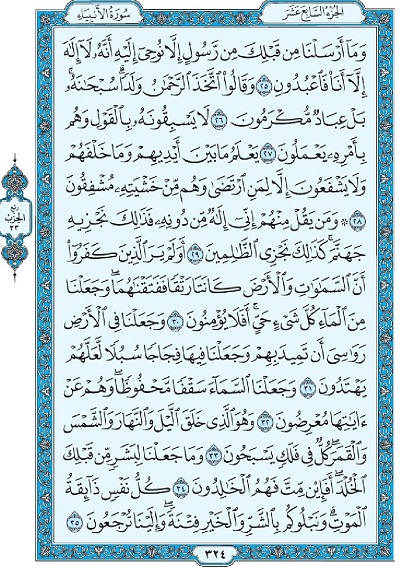 الجزء السابع عشر
سورة الأنبياء
وَمَآ أَرْسَلْنَا مِن قَبْلِكَ مِن رَّسُولٍ إِلَّا نُوحِىٓ إِلَيْهِ أَنَّهُۥ لَآ إِلَٰهَ
إِلَّآ أَنَا۠ فَٱعْبُدُونِ ٢٥ وَقَالُوا۟ ٱتَّخَذَ ٱلرَّحْمَٰنُ وَلَدًا ۗ سُبْحَٰنَهُۥ ۚ
بَلْ عِبَادٌ مُّكْرَمُونَ ٢٦ لَا يَسْبِقُونَهُۥ بِٱلْقَوْلِ وَهُم
بِأَمْرِهِۦ يَعْمَلُونَ ٢٧ يَعْلَمُ مَا بَيْنَ أَيْدِيهِمْ وَمَا خَلْفَهُمْ
وَلَا يَشْفَعُونَ إِلَّا لِمَنِ ٱرْتَضَىٰ وَهُم مِّنْ خَشْيَتِهِۦ مُشْفِقُونَ
٢٨ ۞ وَمَن يَقُلْ مِنْهُمْ إِنِّىٓ إِلَٰهٌ مِّن دُونِهِۦ فَذَٰلِكَ نَجْزِيهِ
جَهَنَّمَ ۚ كَذَٰلِكَ نَجْزِى ٱلظَّٰلِمِينَ ٢٩ أَوَلَمْ يَرَ ٱلَّذِينَ كَفَرُوٓا۟
أَنَّ ٱلسَّمَٰوَٰتِ وَٱلْأَرْضَ كَانَتَا رَتْقًا فَفَتَقْنَٰهُمَا ۖ وَجَعَلْنَا
مِنَ ٱلْمَآءِ كُلَّ شَىْءٍ حَىٍّ ۖ أَفَلَا يُؤْمِنُونَ ٣٠ وَجَعَلْنَا فِى ٱلْأَرْضِ
رَوَٰسِىَ أَن تَمِيدَ بِهِمْ وَجَعَلْنَا فِيهَا فِجَاجًا سُبُلًا لَّعَلَّهُمْ
يَهْتَدُونَ ٣١ وَجَعَلْنَا ٱلسَّمَآءَ سَقْفًا مَّحْفُوظًا ۖ وَهُمْ عَنْ
ءَايَٰتِهَا مُعْرِضُونَ ٣٢ وَهُوَ ٱلَّذِى خَلَقَ ٱلَّيْلَ وَٱلنَّهَارَ وَٱلشَّمْسَ
وَٱلْقَمَرَ ۖ كُلٌّ فِى فَلَكٍ يَسْبَحُونَ ٣٣ وَمَا جَعَلْنَا لِبَشَرٍ مِّن قَبْلِكَ
ٱلْخُلْدَ ۖ أَفَإِي۟ن مِّتَّ فَهُمُ ٱلْخَٰلِدُونَ ٣٤ كُلُّ نَفْسٍ ذَآئِقَةُ
ٱلْمَوْتِ ۗ وَنَبْلُوكُم بِٱلشَّرِّ وَٱلْخَيْرِ فِتْنَةً ۖ وَإِلَيْنَا تُرْجَعُونَ ٣٥
ربع
الحزب
٣٣
٣٢٤